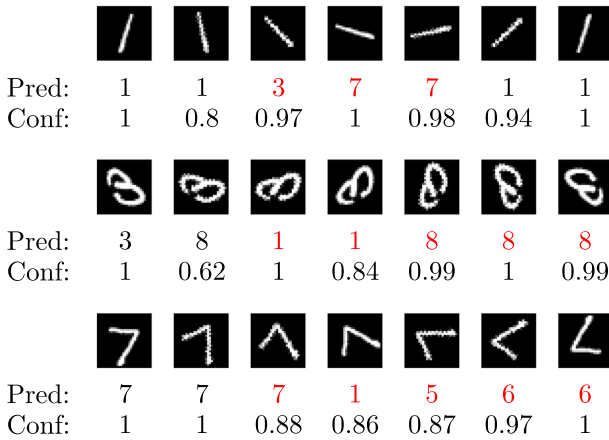 Pred: 1 1 3 7 7 1 1
Conf: 1 0.8 0.97 1 0.98 0.94 1
Pred: 3 8 1 1 8 8 8
Conf: 1 0.62 1 0.84 0.99 1 0.99
Pred: 7 7 7 1 5 6 6
Conf: 1 1 0.88 0.86 0.87 0.97 1